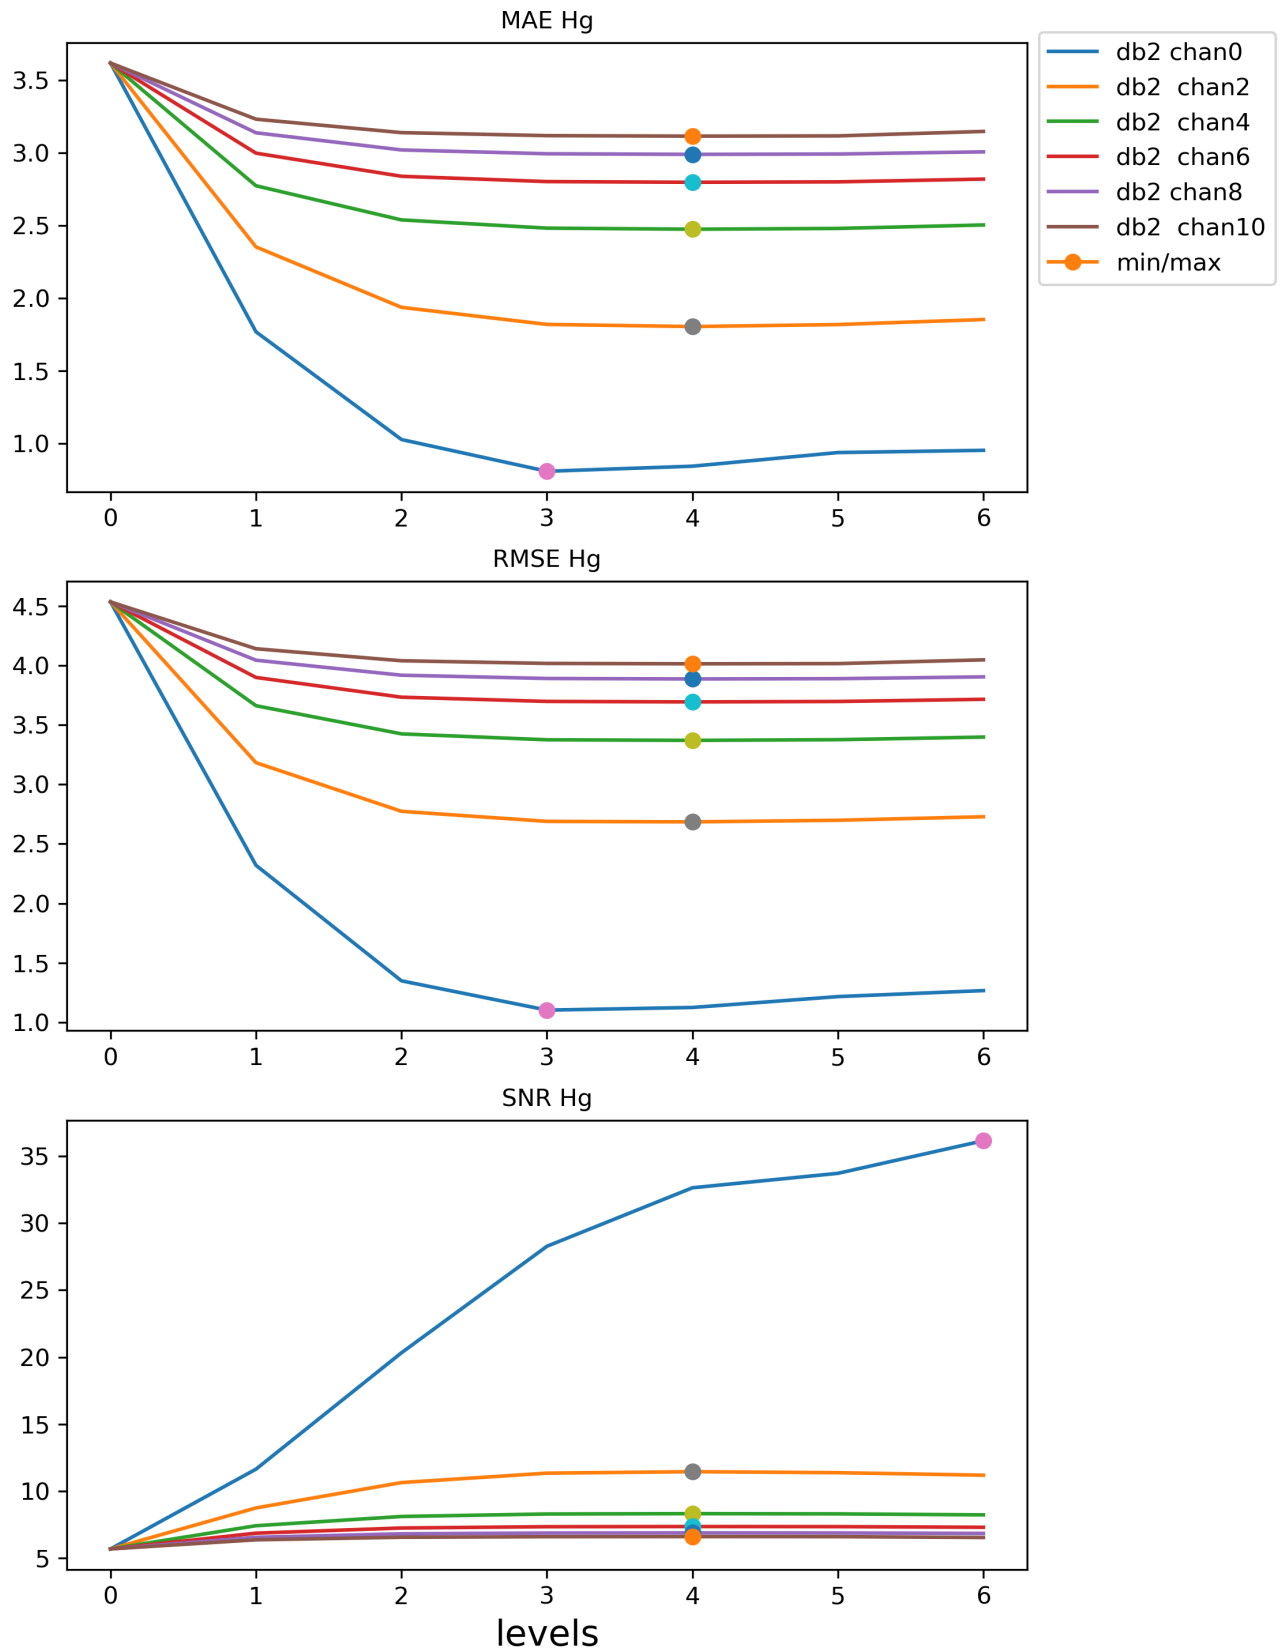 MAE Hg
3.5
3.0
2.5
2.0
1.5
1.0
0 1 2 3 4 5 6
db2 chan0
db2  chan2
db2  chan4
db2  chan6
db2 chan8
db2  chan10
min/max
RMSE Hg
4.5
4.0
3.5
3.0
2.5
2.0
1.5
1.0
0 1 2 3 4 5 6
SNR Hg
35
30
25
20
15
10
5
0 1 2 3 4 5 6
levels